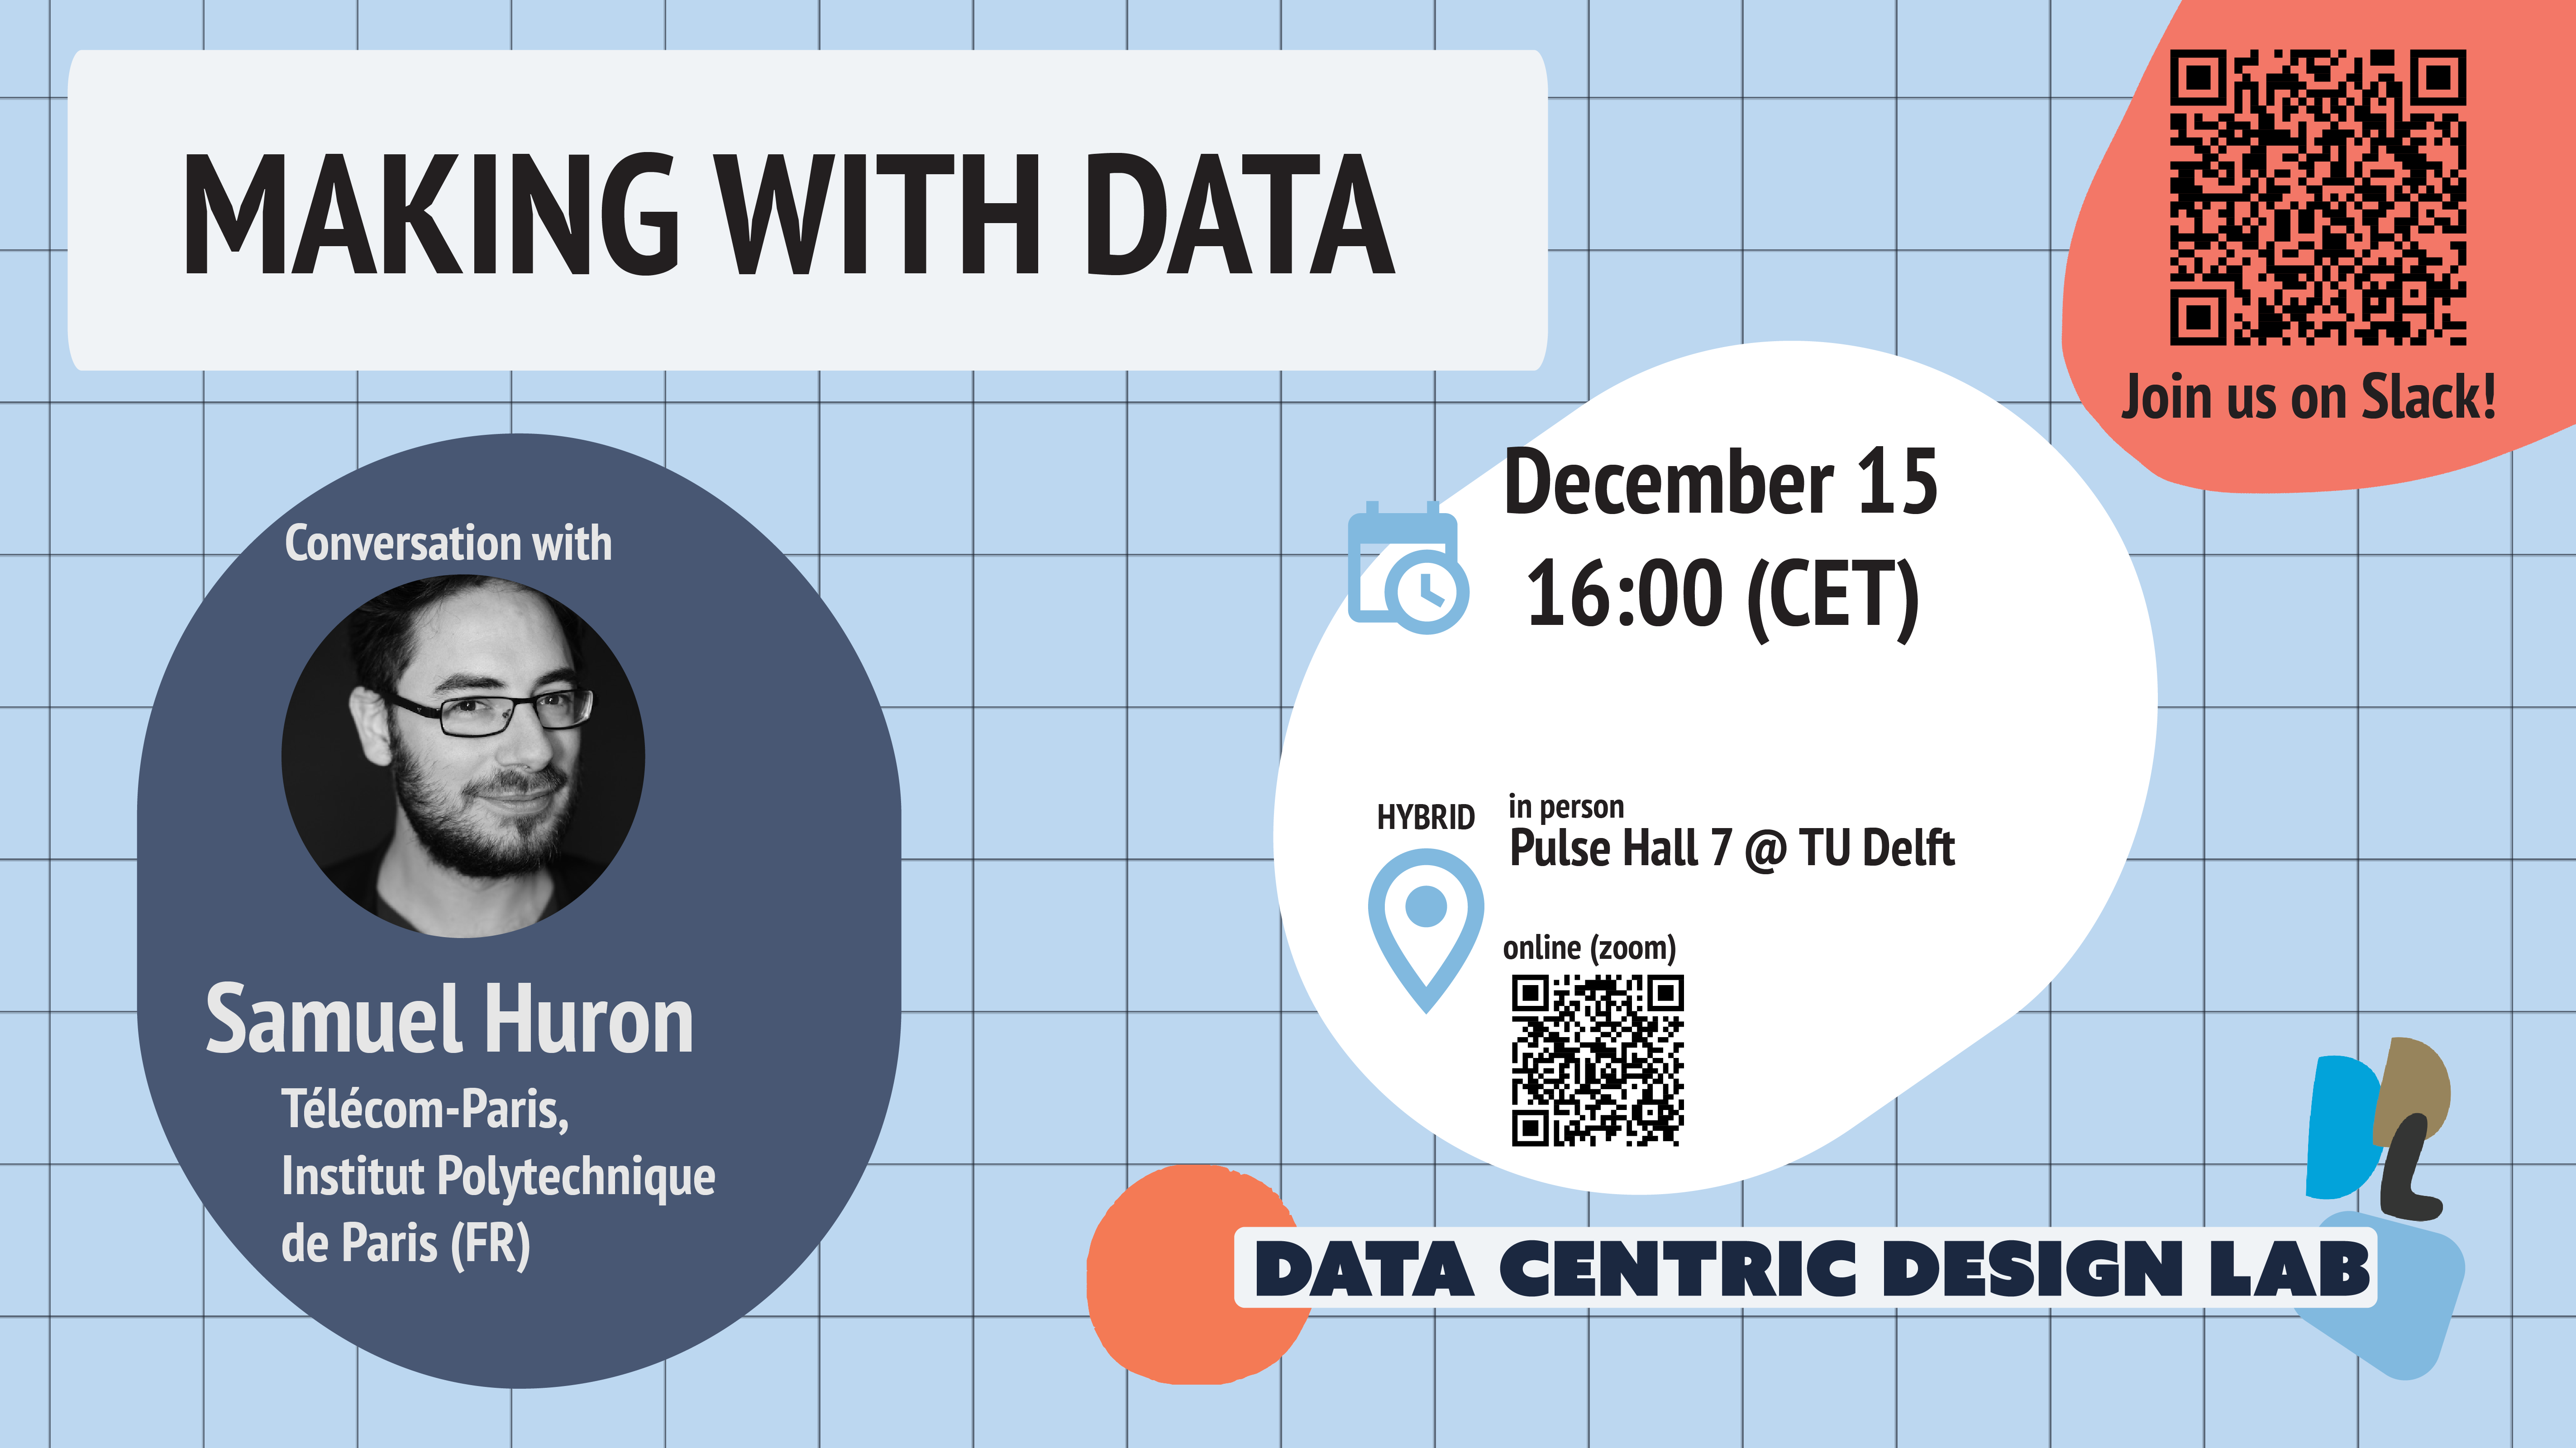 MAKING WITH DATA
Join us on Slack!
Conversation with
Samuel Huron
Télécom-Paris,
Institut Polytechnique
de Paris (FR)
December 15
16:00 (CET)
HYBRID
in person
Pulse Hall 7 @ TU Delft
online (zoom)
DDL
DATA CENTRIC DESIGN LAB